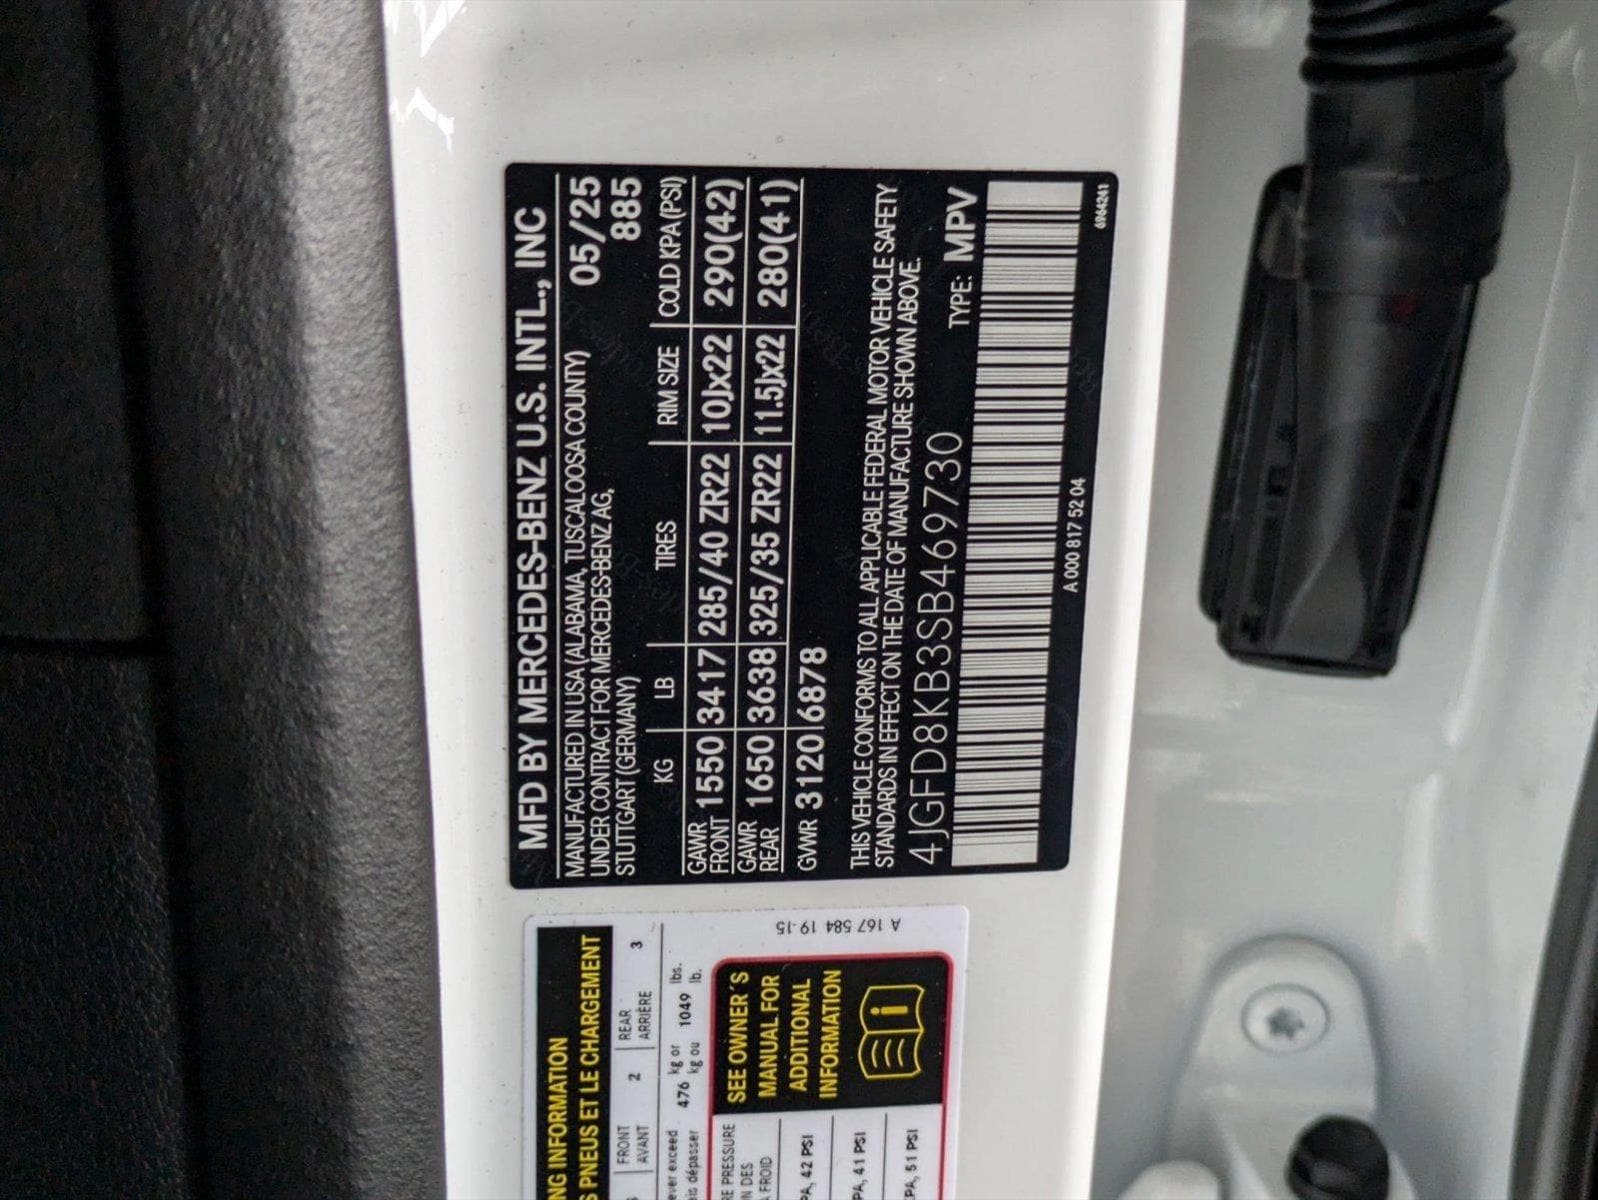 MFD BY MERCEDES-BENZ U.S. INTL., INC
MANUFACTURED IN USA (ALABAMA, TUSCALOOSA COUNTY) 05/25
UNDER CONTRACT FOR MERCEDES-BENZ AG, 885
STUTTGART (GERMANY)
KG LB TIRES RIM SIZE COLD KPA (PSI)
GAWR FRONT 1550 3417 285/40 ZR22 10Jx22 290(42)
GAWR REAR 1650 3638 325/35 ZR22 11.5Jx22 280(41)
GVWR 3120 6878
THIS VEHICLE CONFORMS TO ALL APPLICABLE FEDERAL MOTOR VEHICLE SAFETY
STANDARDS IN EFFECT ON THE DATE OF MANUFACTURE SHOWN ABOVE.
4JGFD8KB3SB469730 TYPE: MPV
A 000 817 52 04
6964241
INFORMATION
PNEUS ET LE CHARGEMENT
FRONT 2 REAR 3
AVANT ARRIÈRE
exceed 476 kg or 1049 lbs.
dépasser kg ou lb.
PRESSURE
DES
FROID
, 42 PSI
, 41 PSI
, 51 PSI
SEE OWNER´S
MANUAL FOR
ADDITIONAL
INFORMATION
i
A 167 584 19-15